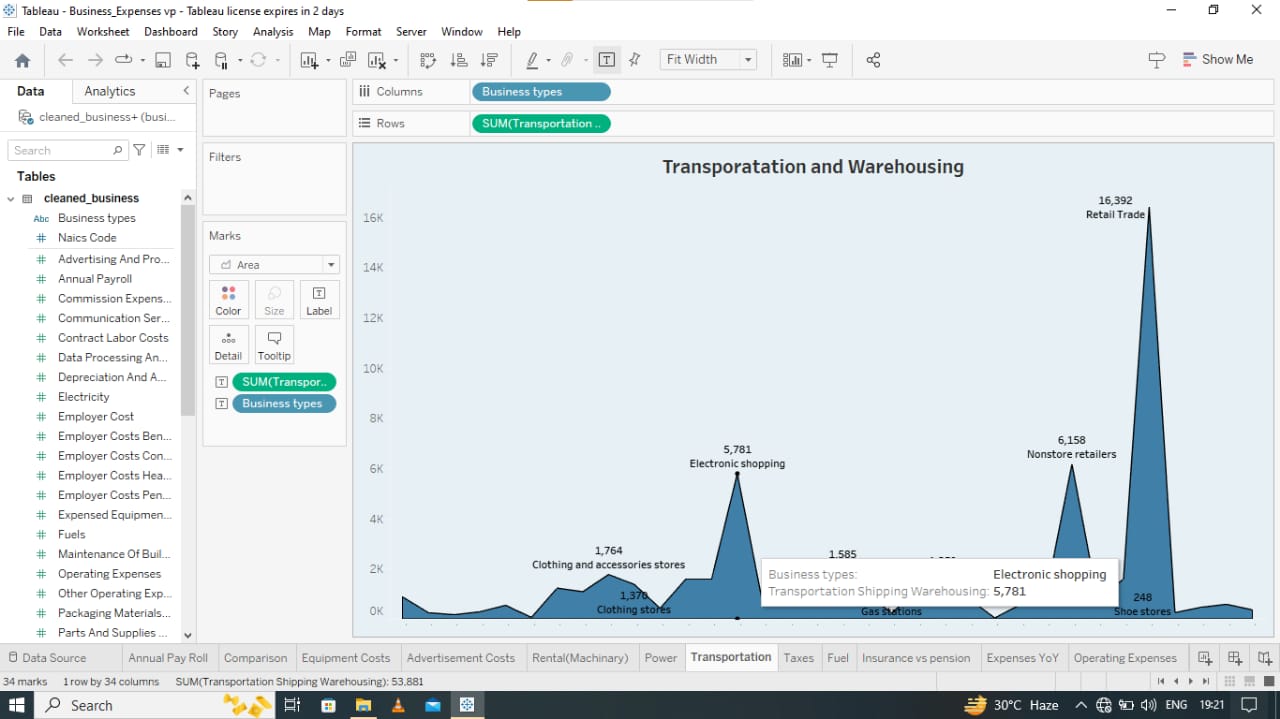 Tableau - Business_Expenses vp - Tableau license expires in 2 days
File Data Worksheet Dashboard Story Analysis Map Format Server Window Help
Fit Width
Show Me
Data Analytics
cleaned_business+ (busi...
Search
Tables
cleaned_business
Abc Business types
# Naics Code
# Advertising And Pro...
# Annual Payroll
# Commission Expens...
# Communication Ser...
# Contract Labor Costs
# Data Processing An...
# Depreciation And A...
# Electricity
# Employer Cost
# Employer Costs Ben...
# Employer Costs Con...
# Employer Costs Hea...
# Employer Costs Pen...
# Expensed Equipmen...
# Fuels
# Maintenance Of Buil...
# Operating Expenses
# Other Operating Exp...
# Packaging Materials...
# Parts And Supplies ...
Pages
Filters
Marks
Area
Color Size Label
Detail Tooltip
SUM(Transpor..
Business types
Columns Business types
Rows SUM(Transportation ..
Transporatation and Warehousing
16K
14K
12K
10K
8K
6K
4K
2K
0K
16,392
Retail Trade
6,158
Nonstore retailers
5,781
Electronic shopping
1,764
Clothing and accessories stores
1,370
Clothing stores
1,585
Gas stations
248
Shoe stores
Business types: Electronic shopping
Transportation Shipping Warehousing: 5,781
Data Source Annual Pay Roll Comparison Equipment Costs Advertisement Costs Rental(Machinary) Power Transportation Taxes Fuel Insurance vs pension Expenses YoY Operating Expenses
34 marks 1 row by 34 columns SUM(Transportation Shipping Warehousing): 53,881
Search
30°C Haze
ENG 19:21